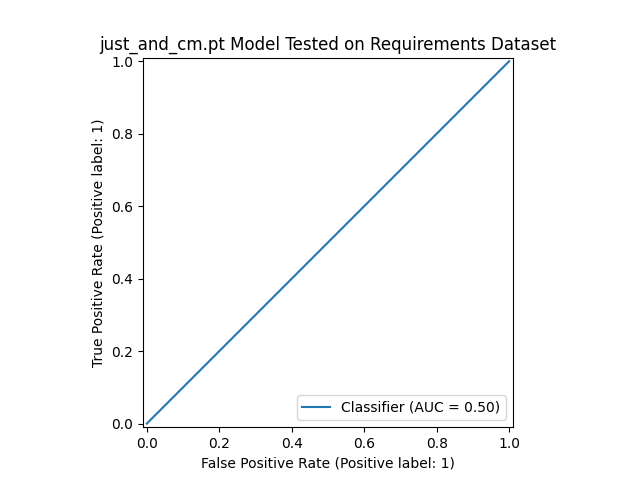 just_and_cm.pt Model Tested on Requirements Dataset
True Positive Rate (Positive label: 1)
1.0
0.8
0.6
0.4
0.2
0.0
Classifier (AUC = 0.50)
0.0 0.2 0.4 0.6 0.8 1.0
False Positive Rate (Positive label: 1)